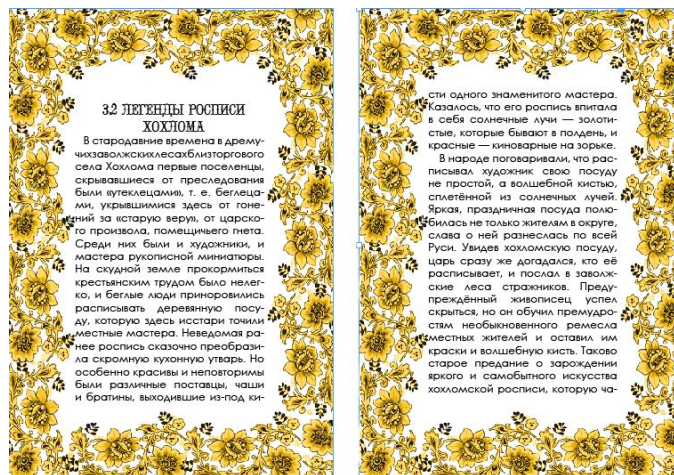 3.2 ЛЕГЕНДЫ РОСПИСИ
ХОХЛОМА
В стародавние времена в дрему-
чихзаволжскихлесахблизторгового
села Хохлома первые поселенцы,
скрывавшиеся от преследования
были «утеклецами», т. е. беглеца-
ми, укрывшимися здесь от гоне-
ний за «старую веру», от царско-
го произвола, помещичьего гнета.
Среди них были и художники, и
мастера рукописной миниатюры.
На скудной земле прокормиться
крестьянским трудом было нелег-
ко, и беглые люди приноровились
расписывать деревянную посу-
ду, которую здесь исстари точили
местные мастера. Неведомая ра-
нее роспись сказочно преобрази-
ла скромную кухонную утварь. Но
особенно красивы и неповторимы
были различные поставцы, чаши
и братины, выходившие из-под ки-
сти одного знаменитого мастера.
Казалось, что его роспись впитала
в себя солнечные лучи — золоти-
стые, которые бывают в полдень, и
красные — киноварные на зорьке.
В народе поговаривали, что рас-
писывал художник свою посуду
не простой, а волшебной кистью,
сплетённой из солнечных лучей.
Яркая, праздничная посуда полю-
билась не только жителям в округе,
слава о ней разнеслась по всей
Руси. Увидев хохломскую посуду,
царь сразу же догадался, кто её
расписывает, и послал в заволж-
ские леса стражников. Преду-
преждённый живописец успел
скрыться, но он обучил премудро-
стям необыкновенного ремесла
местных жителей и оставил им
краски и волшебную кисть. Таково
старое предание о зарождении
яркого и самобытного искусства
хохломской росписи, которую ча-